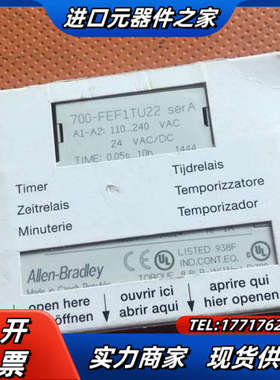 进口元器件之家
700-FEF1TU22 serA
A1-A2: 110...240 VAC
24 VAC/DC
TIME: 0.05s 10h 1444
Timer
Tijdrelais
Zeitrelais
Temporizzatore
Minuterie
Temporizador
LISTED 938F
IND.CONT.EQ
Allen-Bradley
open here
ouvrir ici
aprire qui
öffnen
abrir aqui
hier openen
开
票
TEL:1771762
实力商家 现货供